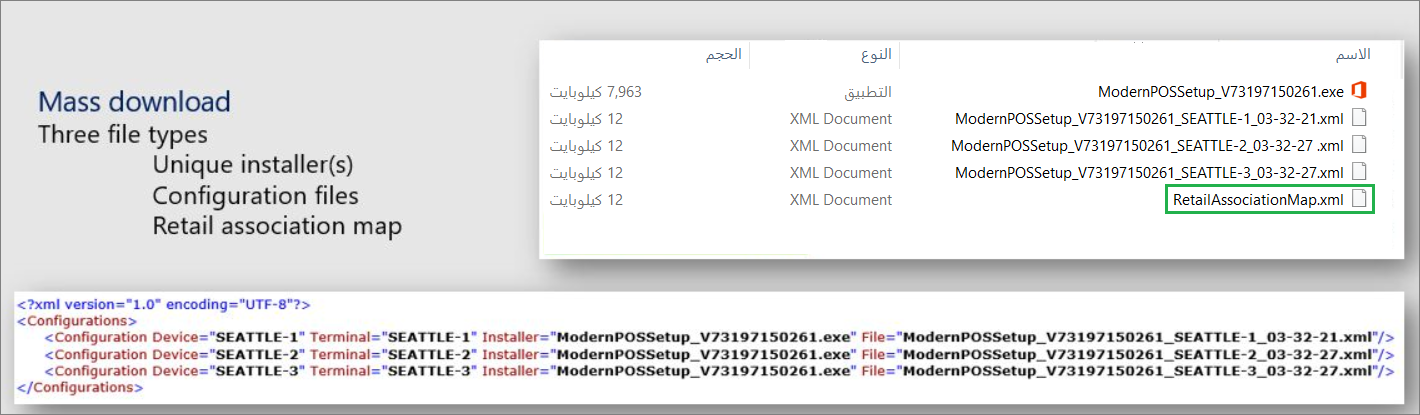 Mass download
Three file types
Unique installer(s)
Configuration files
Retail association map
الاسم النوع الحجم
ModernPOSSetup_V73197150261.exe التطبيق 7,963 كيلوبايت
ModernPOSSetup_V73197150261_SEATTLE-1_03-32-21.xml XML Document 12 كيلوبايت
ModernPOSSetup_V73197150261_SEATTLE-2_03-32-27 .xml XML Document 12 كيلوبايت
ModernPOSSetup_V73197150261_SEATTLE-3_03-32-27.xml XML Document 12 كيلوبايت
RetailAssociationMap.xml XML Document 12 كيلوبايت
<?xml version="1.0" encoding="UTF-8"?>
<Configurations>
<Configuration Device="SEATTLE-1" Terminal="SEATTLE-1" Installer="ModernPOSSetup_V73197150261.exe" File="ModernPOSSetup_V73197150261_SEATTLE-1_03-32-21.xml"/>
<Configuration Device="SEATTLE-2" Terminal="SEATTLE-2" Installer="ModernPOSSetup_V73197150261.exe" File="ModernPOSSetup_V73197150261_SEATTLE-2_03-32-27.xml"/>
<Configuration Device="SEATTLE-3" Terminal="SEATTLE-3" Installer="ModernPOSSetup_V73197150261.exe" File="ModernPOSSetup_V73197150261_SEATTLE-3_03-32-27.xml"/>
</Configurations>